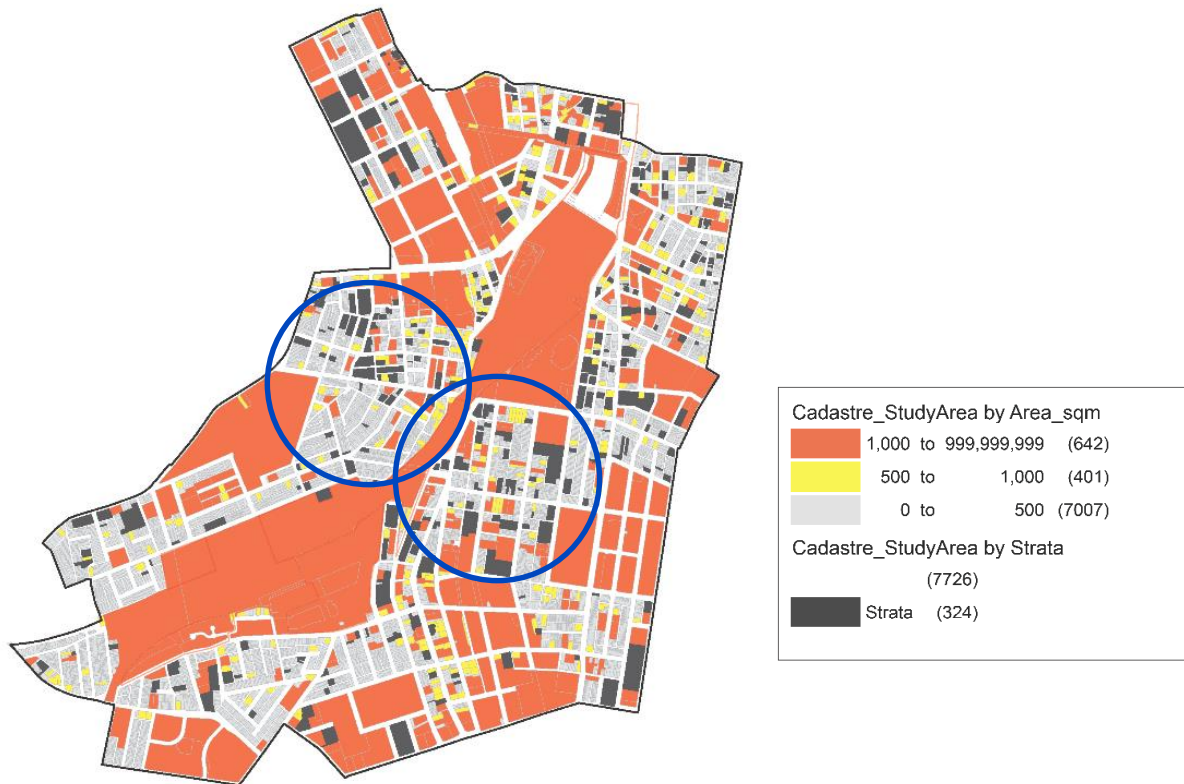 Cadastre_StudyArea by Area_sqm
1,000 to 999,999,999 (642)
500 to 1,000 (401)
0 to 500 (7007)
Cadastre_StudyArea by Strata
(7726)
Strata (324)